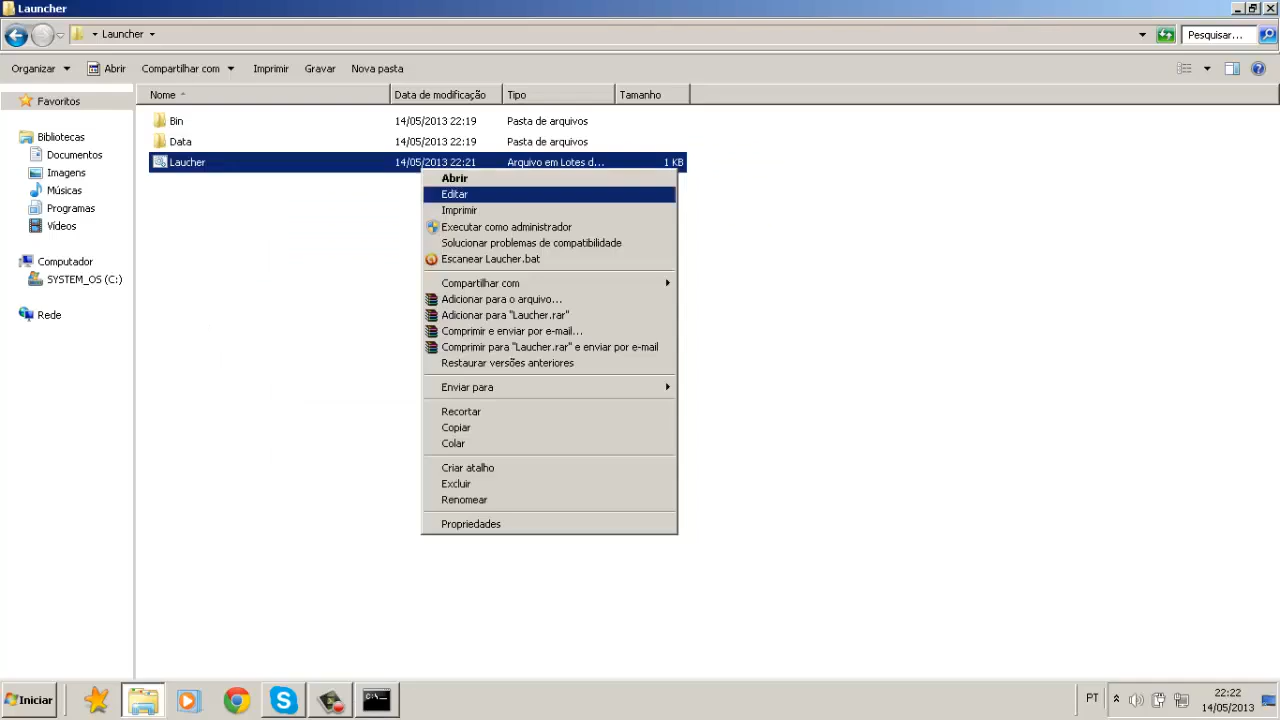 Launcher
Launcher
Pesquisar...
Organizar Abrir Compartilhar com Imprimir Gravar Nova pasta
Favoritos
Bibliotecas
Documentos
Imagens
Músicas
Programas
Vídeos
Computador
SYSTEM_OS (C:)
Rede
Nome Data de modificação Tipo Tamanho
Bin 14/05/2013 22:19 Pasta de arquivos
Data 14/05/2013 22:19 Pasta de arquivos
Laucher 14/05/2013 22:21 Arquivo em Lotes d... 1 KB
Abrir
Editar
Imprimir
Executar como administrador
Solucionar problemas de compatibilidade
Escanear Laucher.bat
Compartilhar com
Adicionar para o arquivo...
Adicionar para "Laucher.rar"
Comprimir e enviar por e-mail...
Comprimir para "Laucher.rar" e enviar por e-mail
Restaurar versões anteriores
Enviar para
Recortar
Copiar
Colar
Criar atalho
Excluir
Renomear
Propriedades
Iniciar
PT
22:22
14/05/2013